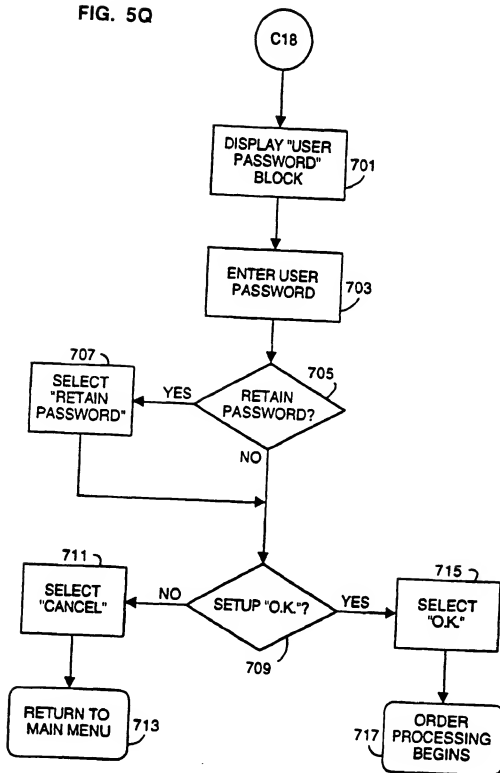 FIG. 5Q
C18
DISPLAY "USER
PASSWORD"
BLOCK
701
ENTER USER
PASSWORD
703
707
SELECT
"RETAIN
PASSWORD"
YES
705
RETAIN
PASSWORD?
NO
711
SELECT
"CANCEL"
NO
SETUP "O.K."?
YES
715
SELECT
"O.K."
709
RETURN TO
MAIN MENU
713
717
ORDER
PROCESSING
BEGINS